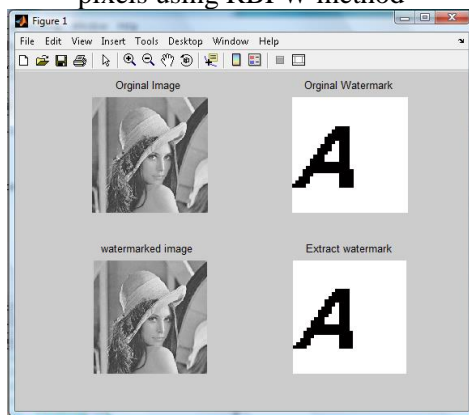 pixels using RBPW method
Figure 1
File Edit View Insert Tools Desktop Window Help
Orginal Image Orginal Watermark
A
watermarked image Extract watermark
A